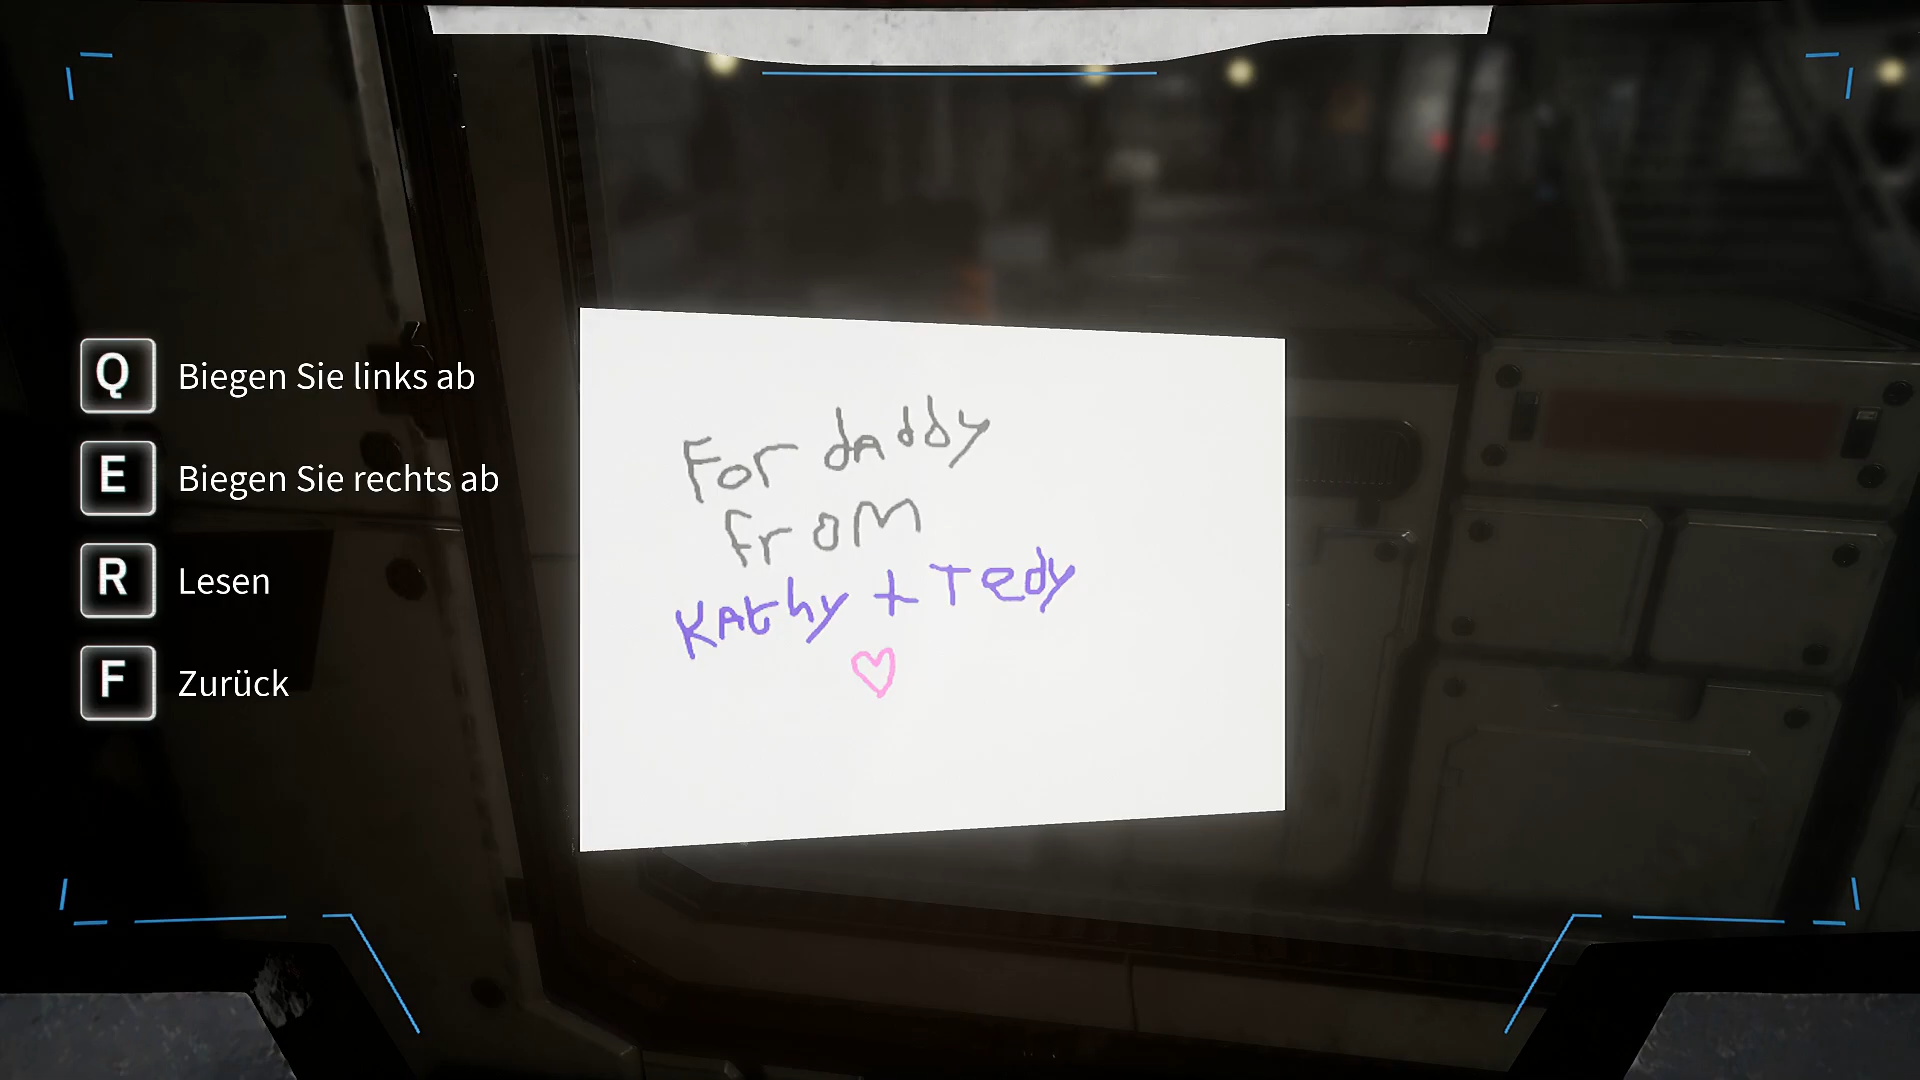 Q Biegen Sie links ab
E Biegen Sie rechts ab
R Lesen
F Zurück
For daddy
From
Kathy + Tedy